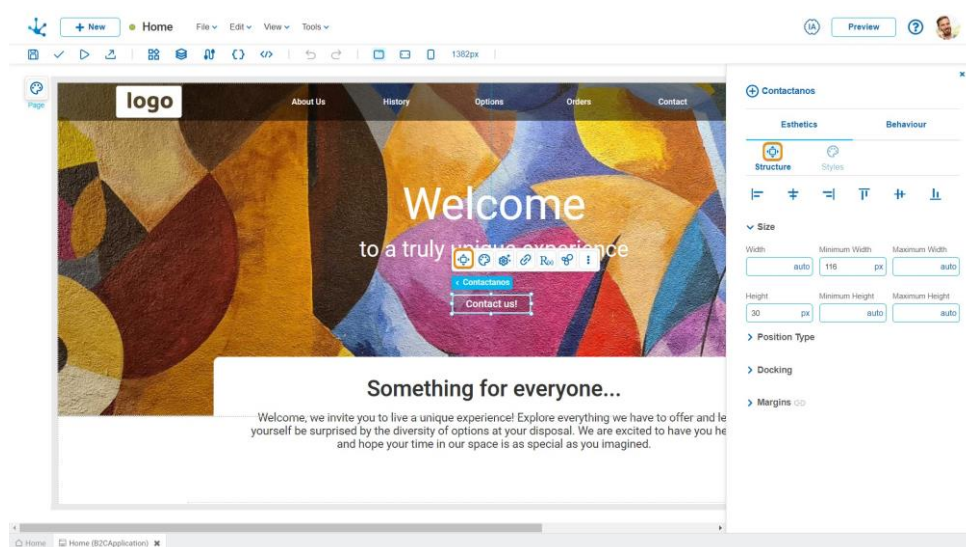 + New
Home
File
Edit
View
Tools
IA
Preview
?
1382px
Page
logo
About Us
History
Options
Orders
Contact
Welcome
to a truly unique experience
Contactanos
Contact us!
Something for everyone...
Welcome, we invite you to live a unique experience! Explore everything we have to offer and le
yourself be surprised by the diversity of options at your disposal. We are excited to have you he
and hope your time in our space is as special as you imagined.
Contactanos
Esthetics
Behaviour
Structure
Styles
Size
Width
Minimum Width
Maximum Width
auto
116 px
auto
Height
Minimum Height
Maximum Height
30 px
auto
auto
Position Type
Docking
Margins
Home
Home (B2CApplication)